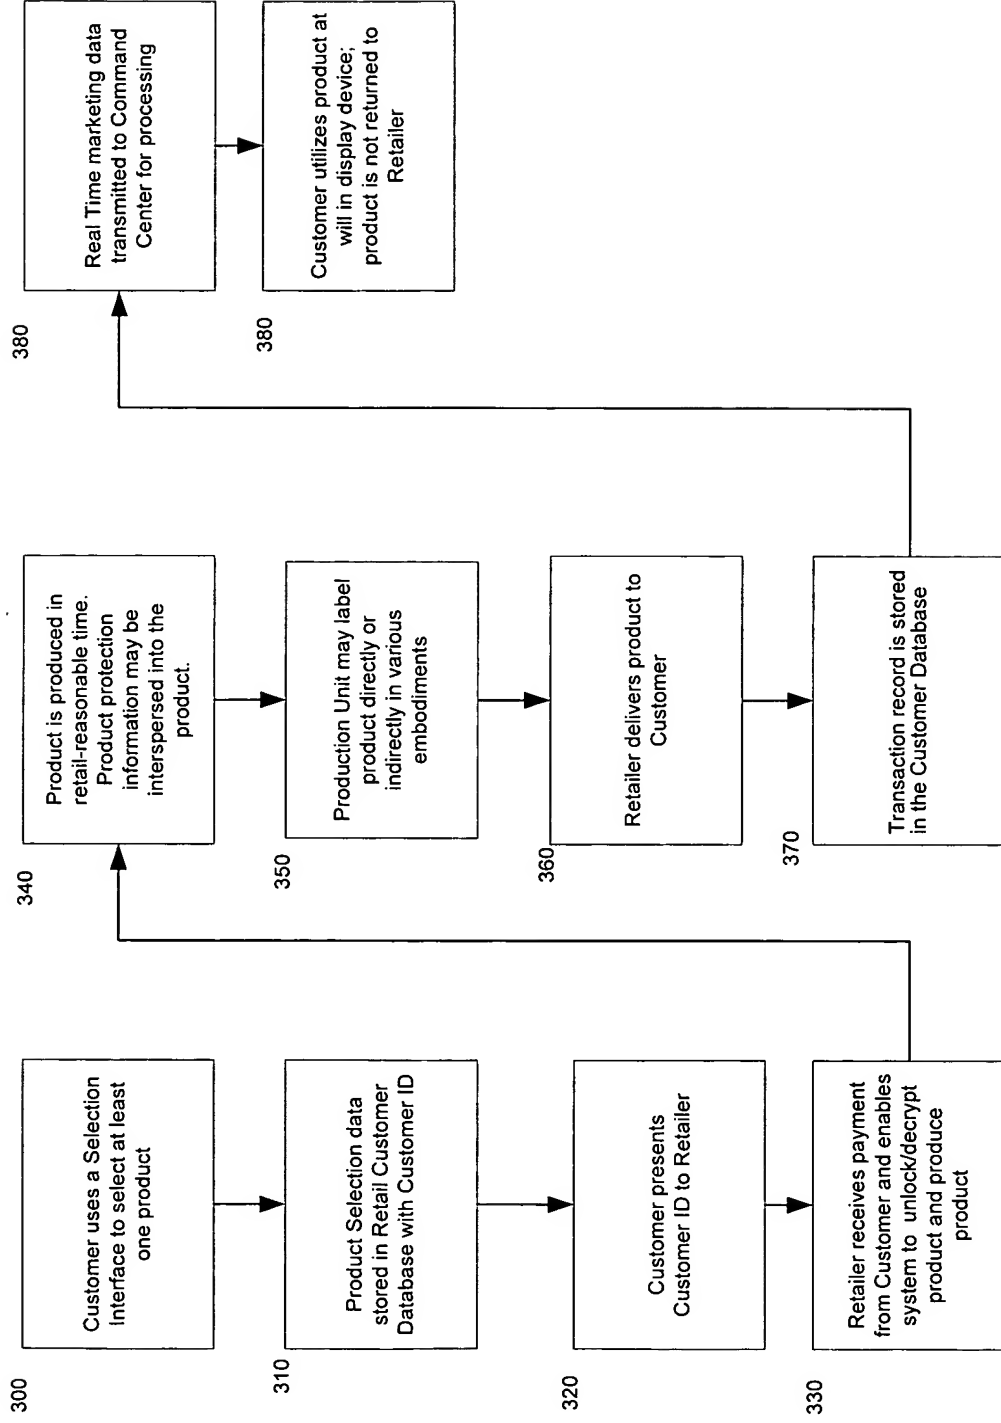 300
Customer uses a Selection
Interface to select at least
one product
310
Product Selection data
stored in Retail Customer
Database with Customer ID
320
Customer presents
Customer ID to Retailer
330
Retailer receives payment
from Customer and enables
system to unlock/decrypt
product and produce
product
340
Product is produced in
retail-reasonable time.
Product protection
information may be
interspersed into the
product.
350
Production Unit may label
product directly or
indirectly in various
embodiments
360
Retailer delivers product to
Customer
370
Transaction record is stored
in the Customer Database
380
Real Time marketing data
transmitted to Command
Center for processing
380
Customer utilizes product at
will in display device;
product is not returned to
Retailer